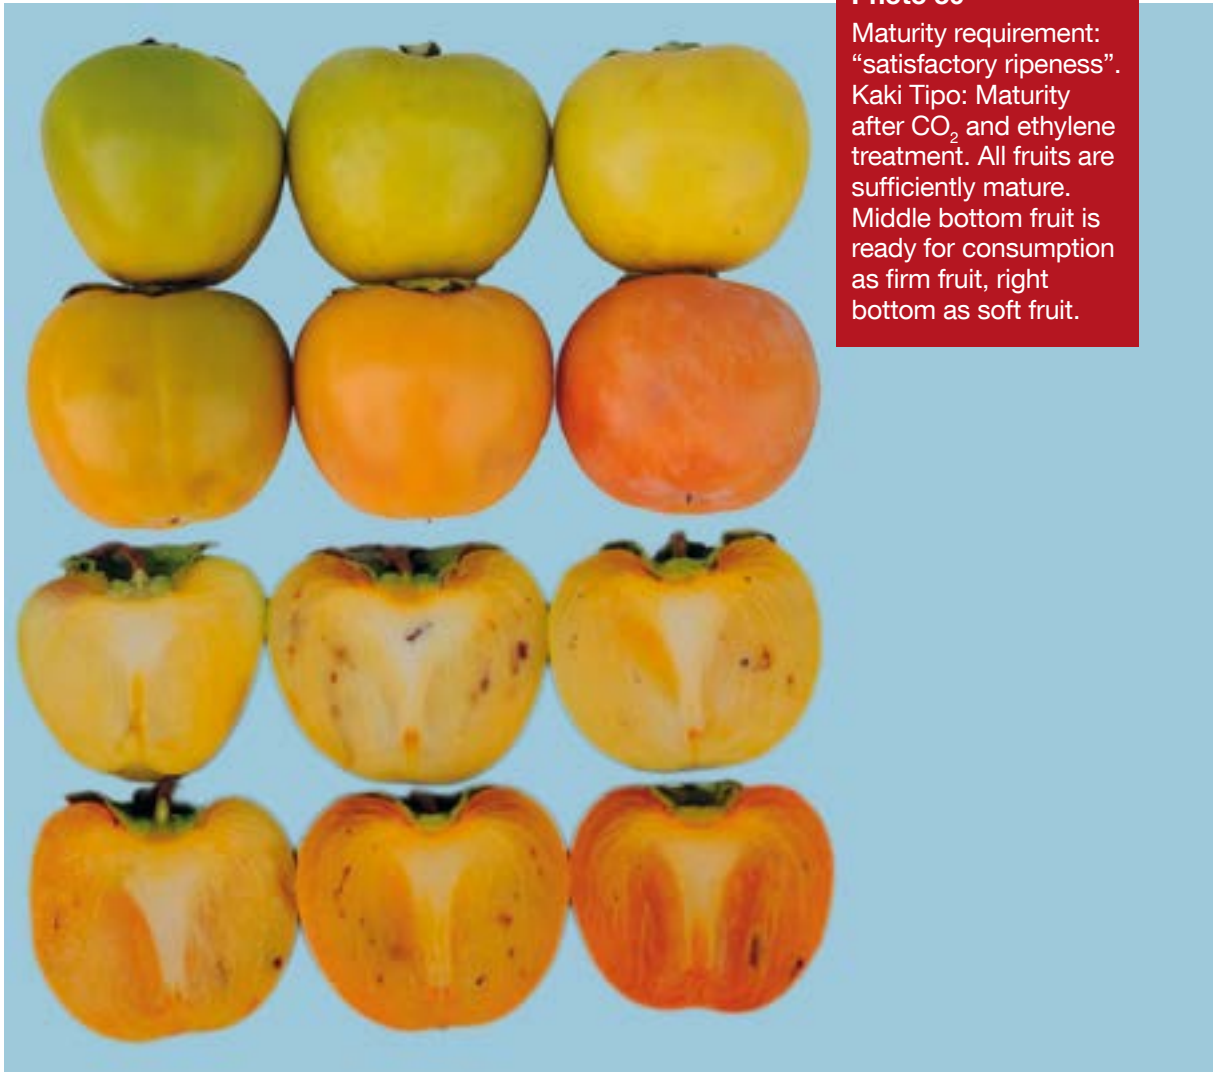 Maturity requirement:
“satisfactory ripeness”.
Kaki Tipo: Maturity
after CO₂ and ethylene
treatment. All fruits are
sufficiently mature.
Middle bottom fruit is
ready for consumption
as firm fruit, right
bottom as soft fruit.